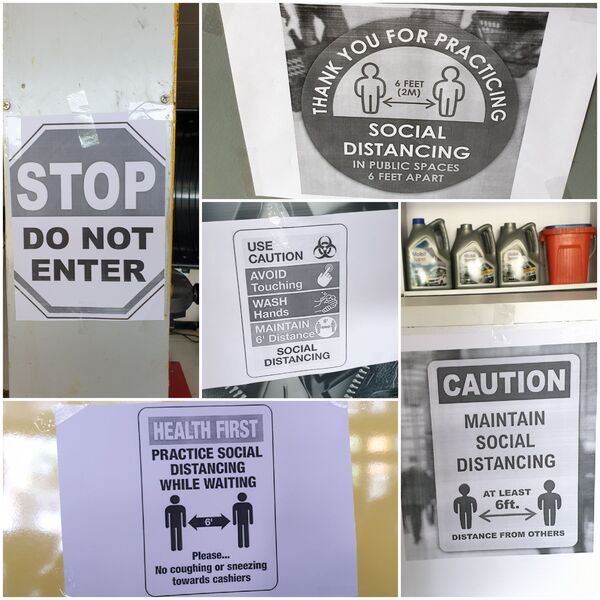 STOP
DO NOT
ENTER
THANK YOU FOR PRACTICING
6 FEET
(2M)
SOCIAL
DISTANCING
IN PUBLIC SPACES
6 FEET APART
USE
CAUTION
AVOID
Touching
WASH
Hands
MAINTAIN
6' Distance
SOCIAL
DISTANCING
Mobil
CAUTION
MAINTAIN
SOCIAL
DISTANCING
AT LEAST
6ft.
DISTANCE FROM OTHERS
HEALTH FIRST
PRACTICE SOCIAL
DISTANCING
WHILE WAITING
6'
Please...
No coughing or sneezing
towards cashiers